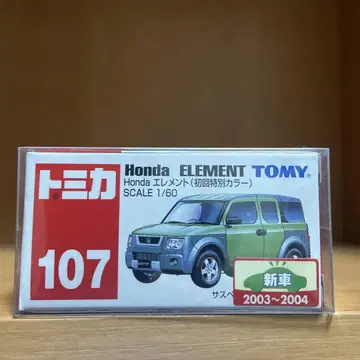 トミカ
107
Honda ELEMENT TOMY®
Honda エレメント(初回特別カラー)
SCALE 1/60
サスペ
新車
2003~2004